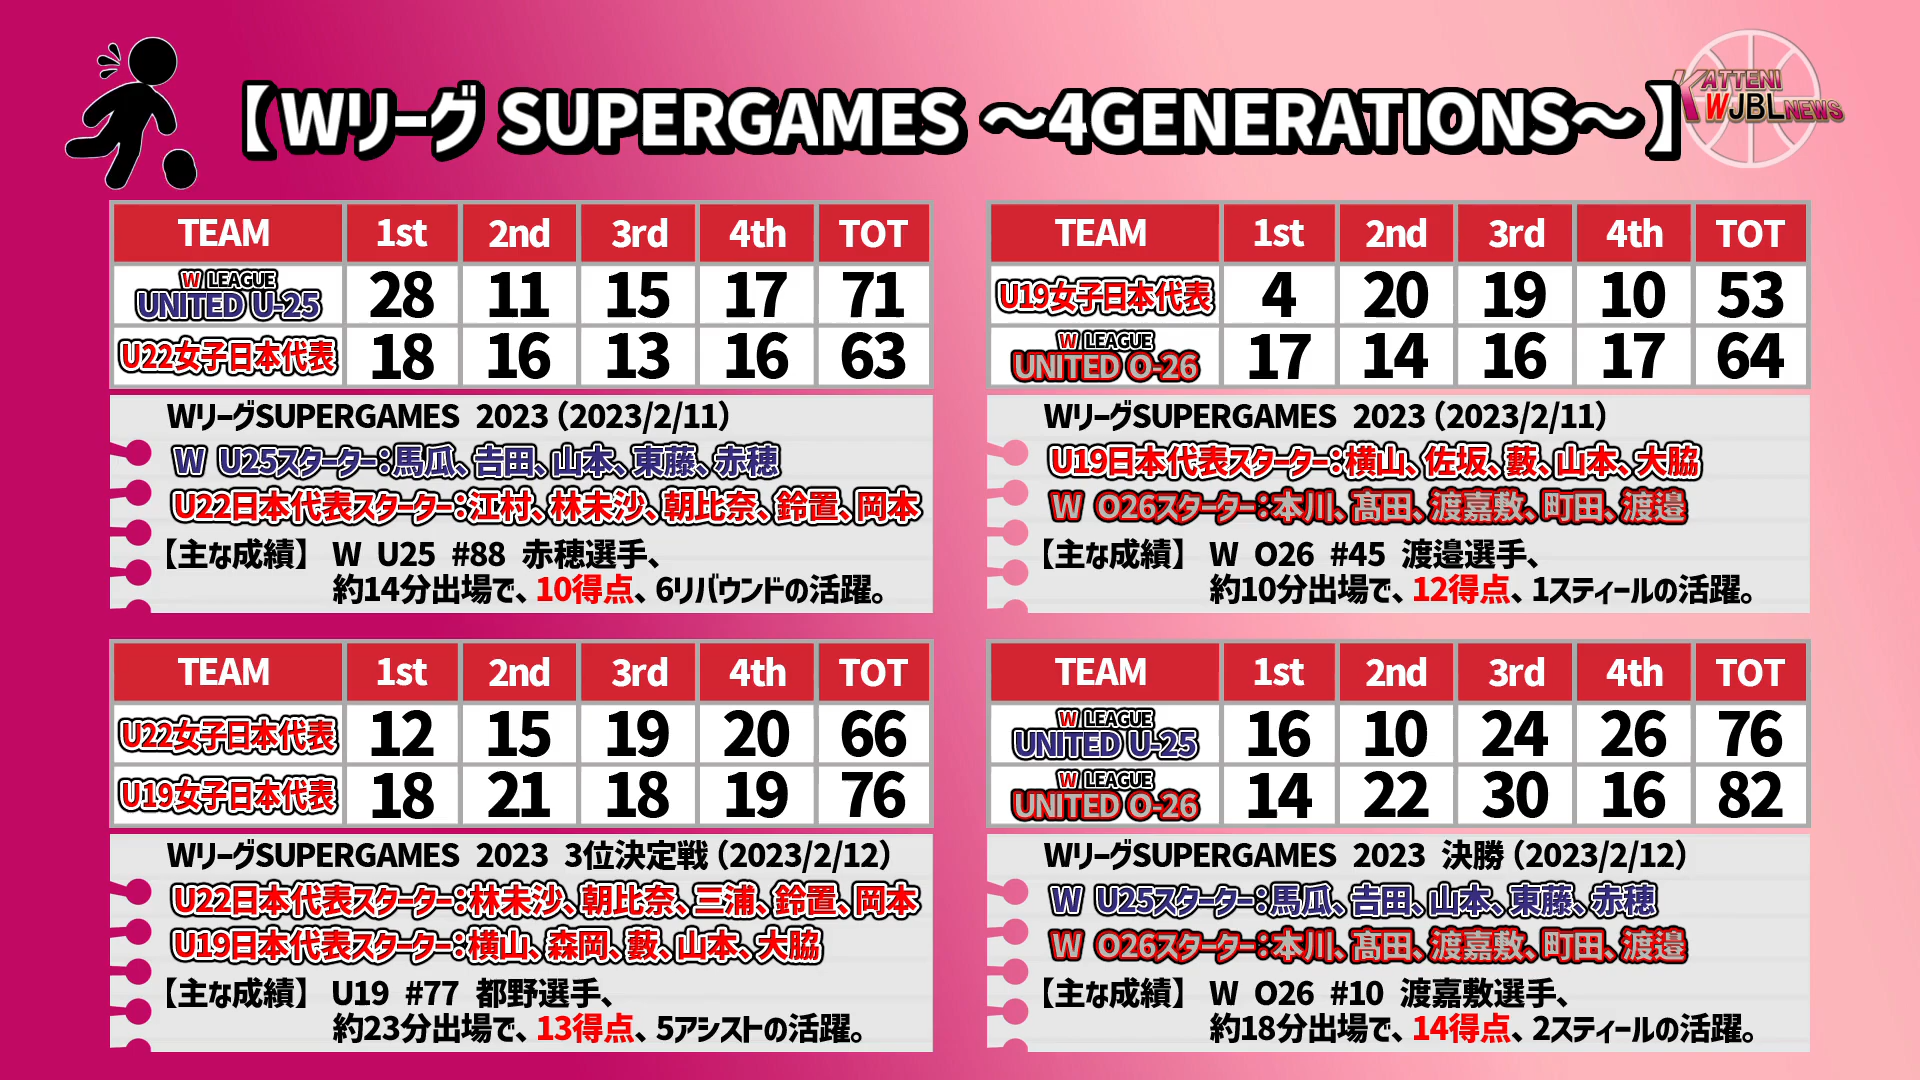 【WリーグSUPERGAMES ～4GENERATIONS～】
KATTENI
WJBL NEWS
TEAM 1st 2nd 3rd 4th TOT
W LEAGUE
UNITED U-25 28 11 15 17 71
U22女子日本代表 18 16 13 16 63
WリーグSUPERGAMES 2023（2023/2/11）
W U25スターター：馬瓜、吉田、山本、東藤、赤穂
U22日本代表スターター：江村、林未沙、朝比奈、鈴置、岡本
【主な成績】 W U25 #88 赤穂選手、
約14分出場で、10得点、6リバウンドの活躍。
TEAM 1st 2nd 3rd 4th TOT
U19女子日本代表 4 20 19 10 53
W LEAGUE
UNITED O-26 17 14 16 17 64
WリーグSUPERGAMES 2023（2023/2/11）
U19日本代表スターター：横山、佐坂、藪、山本、大脇
W O26スターター：本川、髙田、渡嘉敷、町田、渡邉
【主な成績】 W O26 #45 渡邉選手、
約10分出場で、12得点、1スティールの活躍。
TEAM 1st 2nd 3rd 4th TOT
U22女子日本代表 12 15 19 20 66
U19女子日本代表 18 21 18 19 76
WリーグSUPERGAMES 2023 3位決定戦（2023/2/12）
U22日本代表スターター：林未沙、朝比奈、三浦、鈴置、岡本
U19日本代表スターター：横山、森岡、藪、山本、大脇
【主な成績】 U19 #77 都野選手、
約23分出場で、13得点、5アシストの活躍。
TEAM 1st 2nd 3rd 4th TOT
W LEAGUE
UNITED U-25 16 10 24 26 76
W LEAGUE
UNITED O-26 14 22 30 16 82
WリーグSUPERGAMES 2023 決勝（2023/2/12）
W U25スターター：馬瓜、吉田、山本、東藤、赤穂
W O26スターター：本川、髙田、渡嘉敷、町田、渡邉
【主な成績】 W O26 #10 渡嘉敷選手、
約18分出場で、14得点、2スティールの活躍。